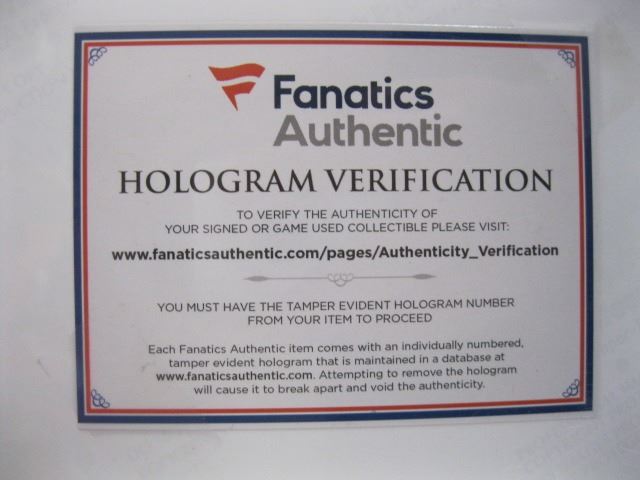 Fanatics
Authentic
HOLOGRAM VERIFICATION
TO VERIFY THE AUTHENTICITY OF
YOUR SIGNED OR GAME USED COLLECTIBLE PLEASE VISIT:
www.fanaticsauthentic.com/pages/Authenticity_Verification
YOU MUST HAVE THE TAMPER EVIDENT HOLOGRAM NUMBER
FROM YOUR ITEM TO PROCEED
Each Fanatics Authentic item comes with an individually numbered,
tamper evident hologram that is maintained in a database at
www.fanaticsauthentic.com. Attempting to remove the hologram
will cause it to break apart and void the authenticity.